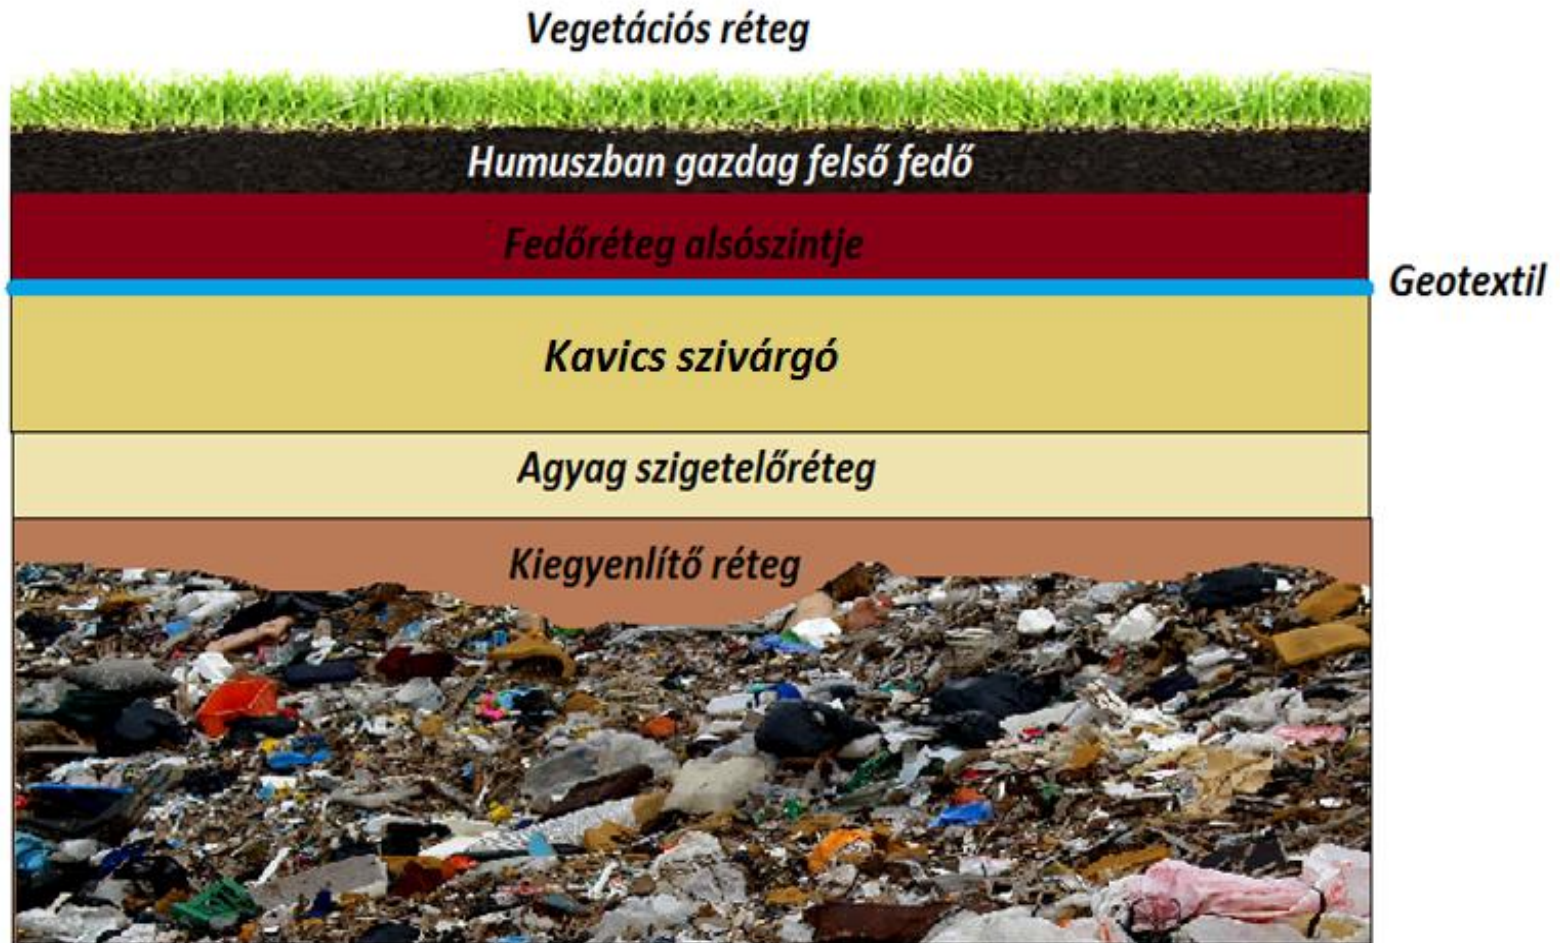 Vegetációs réteg
Humuszban gazdag felső fedő
Fedőréteg alsószintje
Geotextil
Kavics szivárgó
Agyag szigetelőréteg
Kiegyenlítő réteg